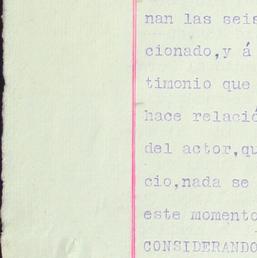 nan las seis
cionado,y á
timonio que
hace relació
del actor,qu
cio,nada se
este momento
CONSIDERANDO